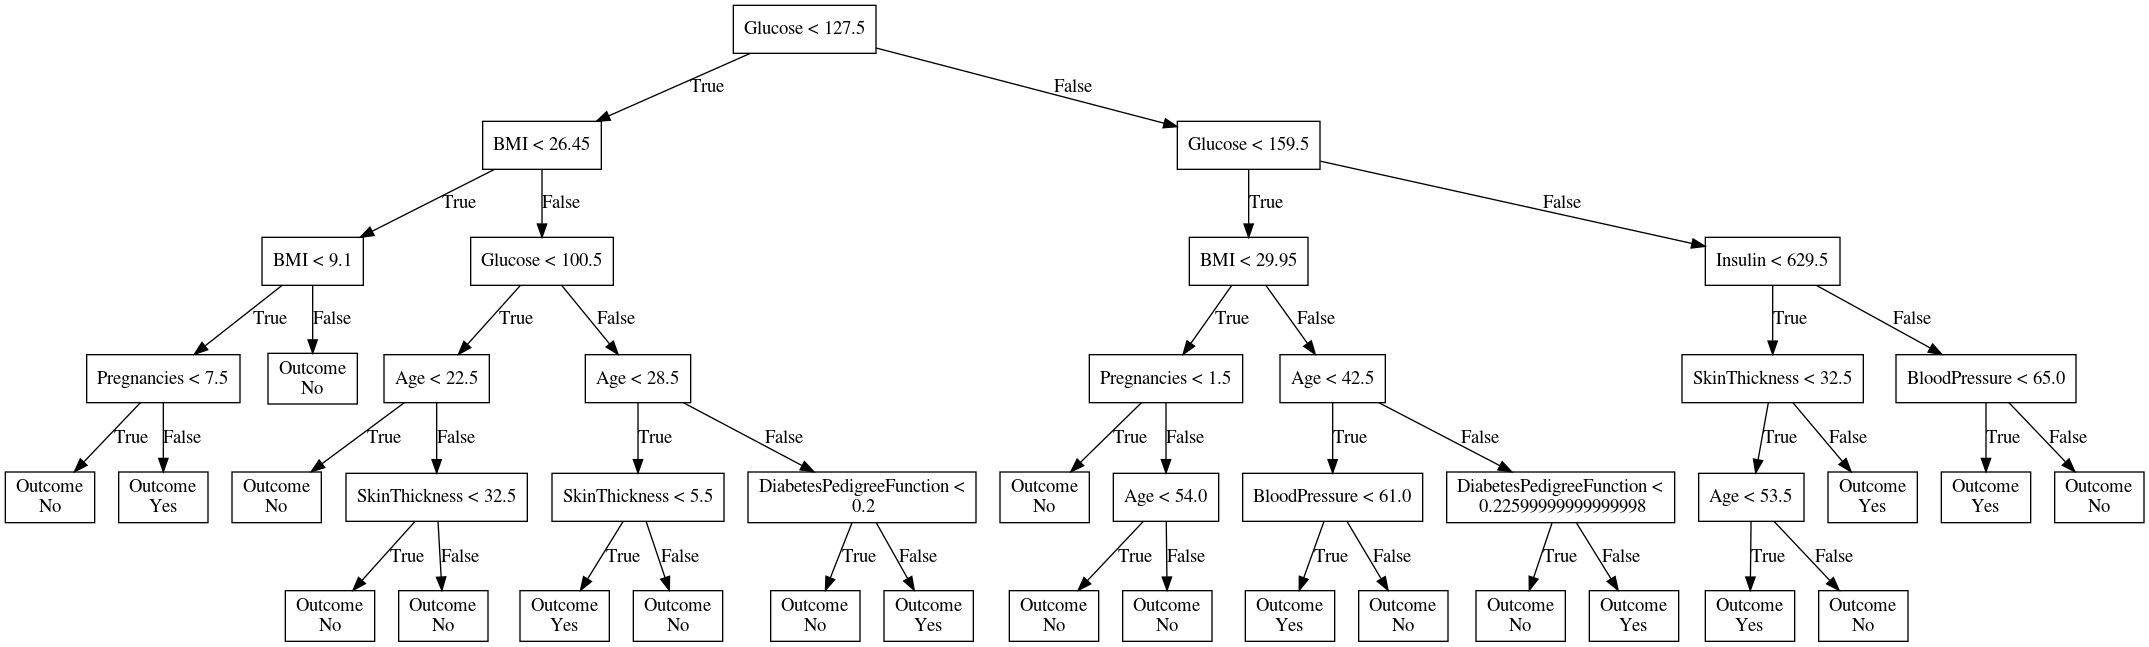 Glucose < 127.5
True
False
BMI < 26.45
Glucose < 159.5
True
False
True
False
BMI < 9.1
Glucose < 100.5
BMI < 29.95
Insulin < 629.5
True
False
True
False
True
False
True
False
Pregnancies < 7.5
Outcome
No
Age < 22.5
Age < 28.5
Pregnancies < 1.5
Age < 42.5
SkinThickness < 32.5
BloodPressure < 65.0
True
False
True
False
True
False
True
False
True
False
True
False
True
False
Outcome
No
Outcome
Yes
Outcome
No
SkinThickness < 32.5
SkinThickness < 5.5
DiabetesPedigreeFunction <
0.2
Outcome
No
Age < 54.0
BloodPressure < 61.0
DiabetesPedigreeFunction <
0.22599999999999998
Age < 53.5
Outcome
Yes
Outcome
Yes
Outcome
No
True
False
True
False
True
False
True
False
True
False
True
False
True
False
Outcome
No
Outcome
No
Outcome
Yes
Outcome
No
Outcome
No
Outcome
Yes
Outcome
No
Outcome
No
Outcome
Yes
Outcome
No
Outcome
No
Outcome
Yes
Outcome
Yes
Outcome
No